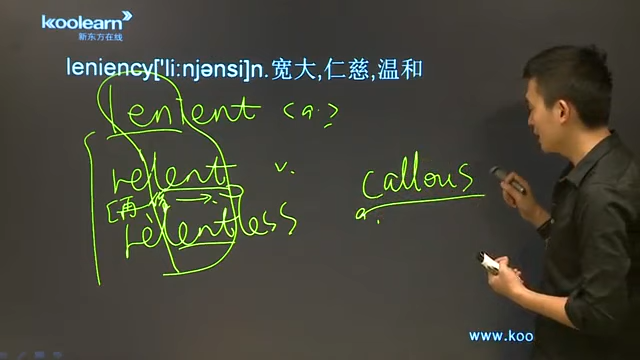 koolearn
新东方在线
leniency['li:njənsi]n.宽大,仁慈,温和
lenient <a.>
relent v.
callous
a.
[再
relentless
www.koo